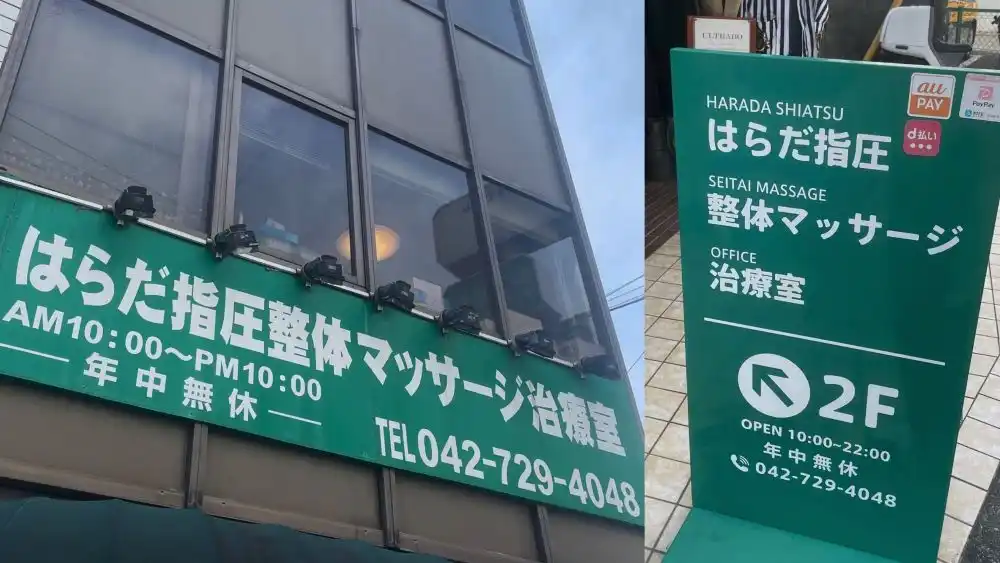 はらだ指圧整体マッサージ治療室
AM10:00～PM10:00
年中無休
TEL042-729-4048
L'ULTRABO
au
PAY
PayPay
d払い
HARADA SHIATSU
はらだ指圧
SEITAI MASSAGE
整体マッサージ
OFFICE
治療室
2F
OPEN 10:00~22:00
年中無休
042-729-4048